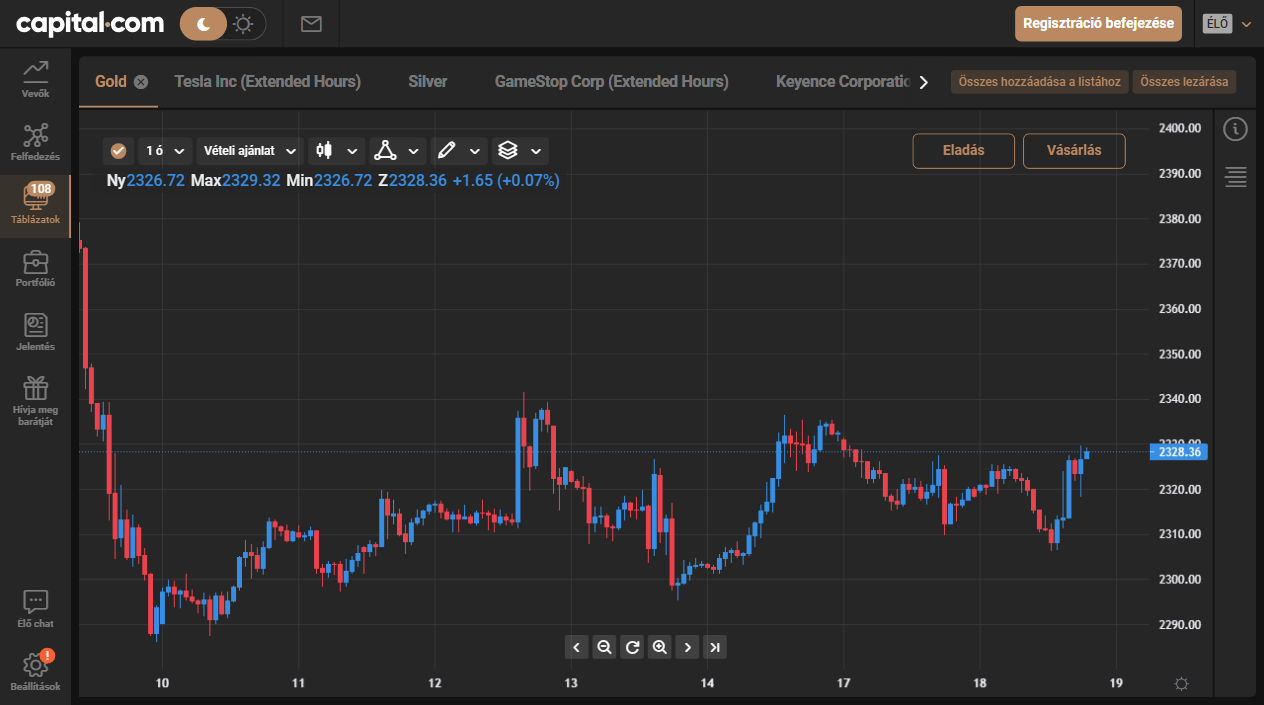 capital.com
Regisztráció befejezése
ÉLŐ
Gold
Tesla Inc (Extended Hours)
Silver
GameStop Corp (Extended Hours)
Keyence Corporatic
Összes hozzáadása a listához
Összes lezárása
Vevők
Felfedezés
108
Táblázatok
Portfólió
Jelentés
Hívja meg
barátját
Élő chat
Beállítások
1 ó
Vételi ajánlat
Eladás
Vásárlás
Ny2326.72 Max2329.32 Min2326.72 Z2328.36 +1.65 (+0.07%)
2400.00
2390.00
2380.00
2370.00
2360.00
2350.00
2340.00
2328.36
2320.00
2310.00
2300.00
2290.00
10 11 12 13 14 17 18 19